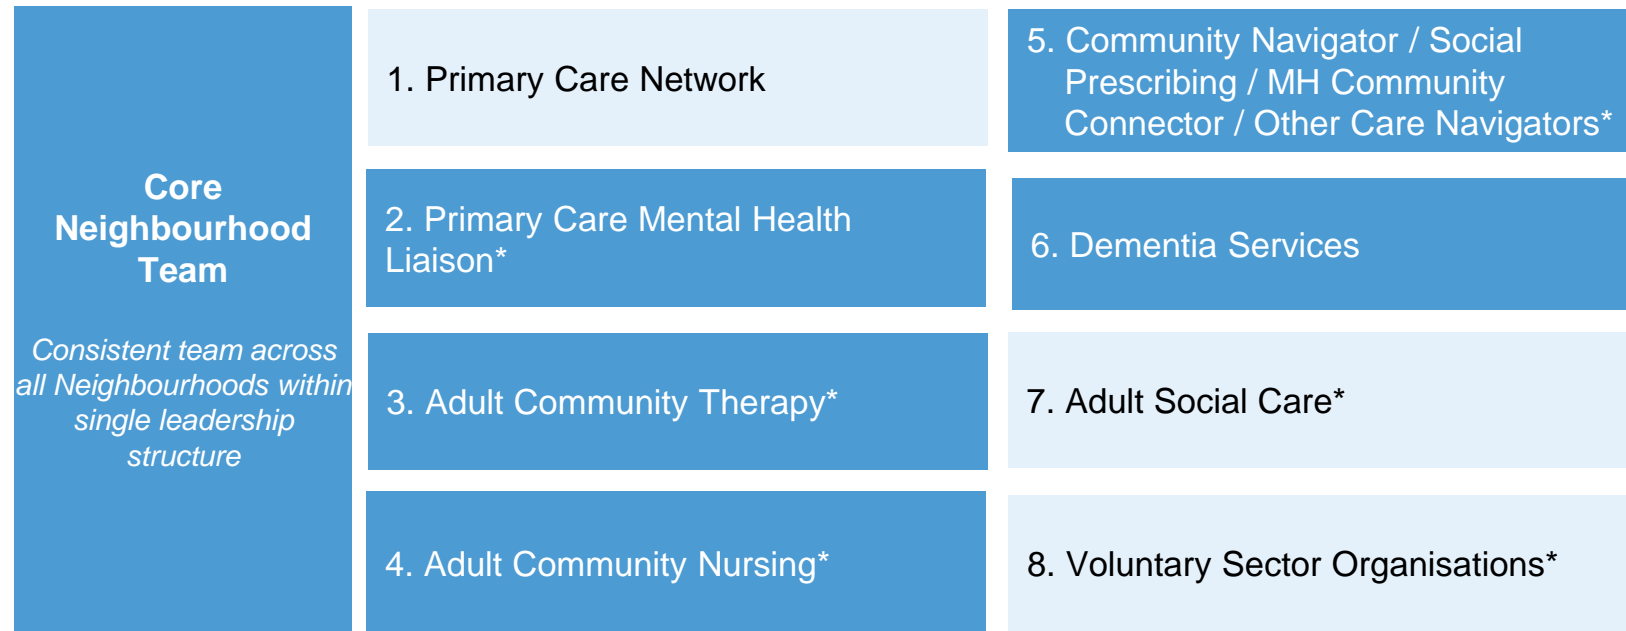 Core
Neighbourhood
Team
Consistent team across
all Neighbourhoods within
single leadership
structure
1. Primary Care Network
2. Primary Care Mental Health
Liaison*
3. Adult Community Therapy*
4. Adult Community Nursing*
5. Community Navigator / Social
Prescribing / MH Community
Connector / Other Care Navigators*
6. Dementia Services
7. Adult Social Care*
8. Voluntary Sector Organisations*